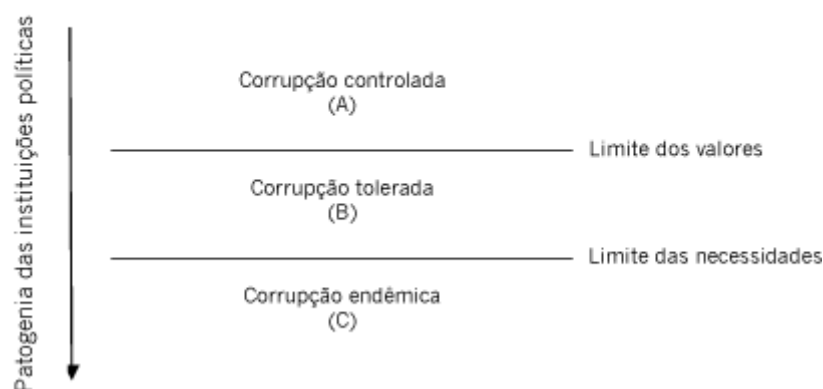 Patogenia das instituições políticas
Corrupção controlada
(A)
Limite dos valores
Corrupção tolerada
(B)
Limite das necessidades
Corrupção endêmica
(C)